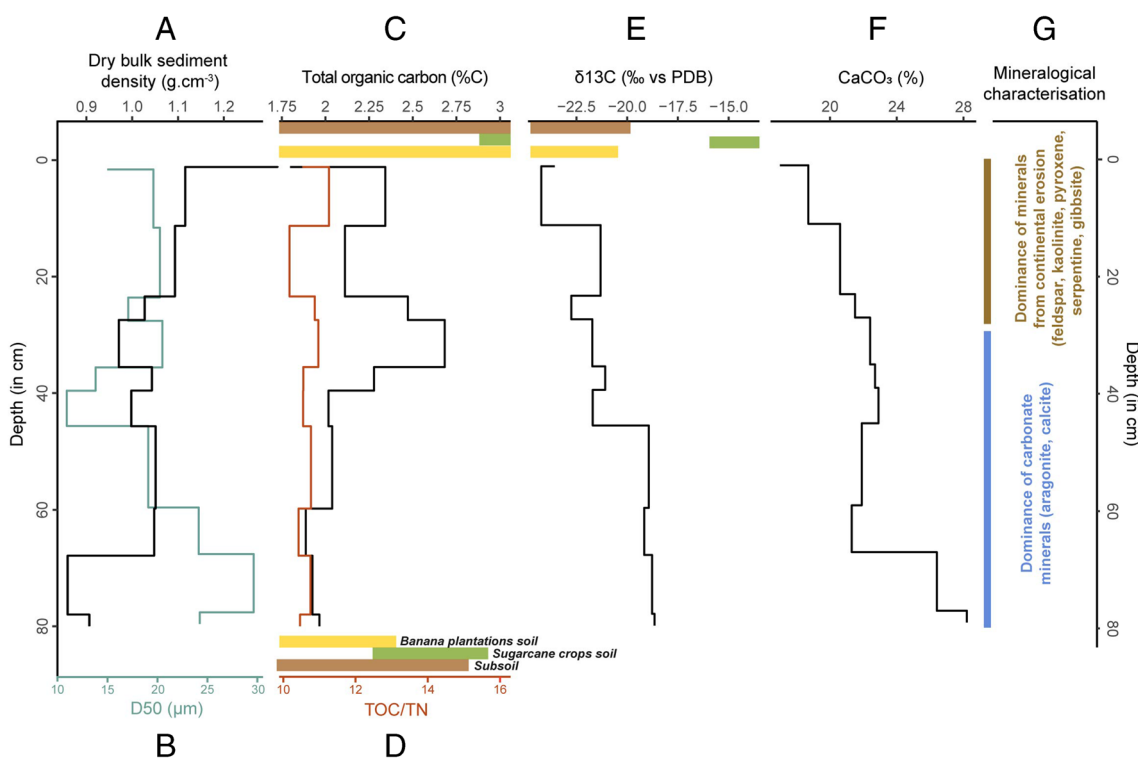 A
C
E
F
G
Dry bulk sediment
density (g.cm⁻³)
Total organic carbon (%C)
δ13C (‰ vs PDB)
CaCO₃ (%)
Mineralogical
characterisation
0.9 1.0 1.1 1.2
1.75 2 2.25 2.5 2.75 3
−22.5 −20.0 −17.5 −15.0
20 24 28
Depth (in cm)
0
20
40
60
80
Dominance of minerals
from continental erosion
(feldspar, kaolinite, pyroxene,
serpentine, gibbsite)
Dominance of carbonate
minerals (aragonite, calcite)
0
20
40
60
80
Depth (in cm)
Banana plantations soil
Sugarcane crops soil
Subsoil
10 15 20 25 30
D50 (µm)
10 12 14 16
TOC/TN
B
D